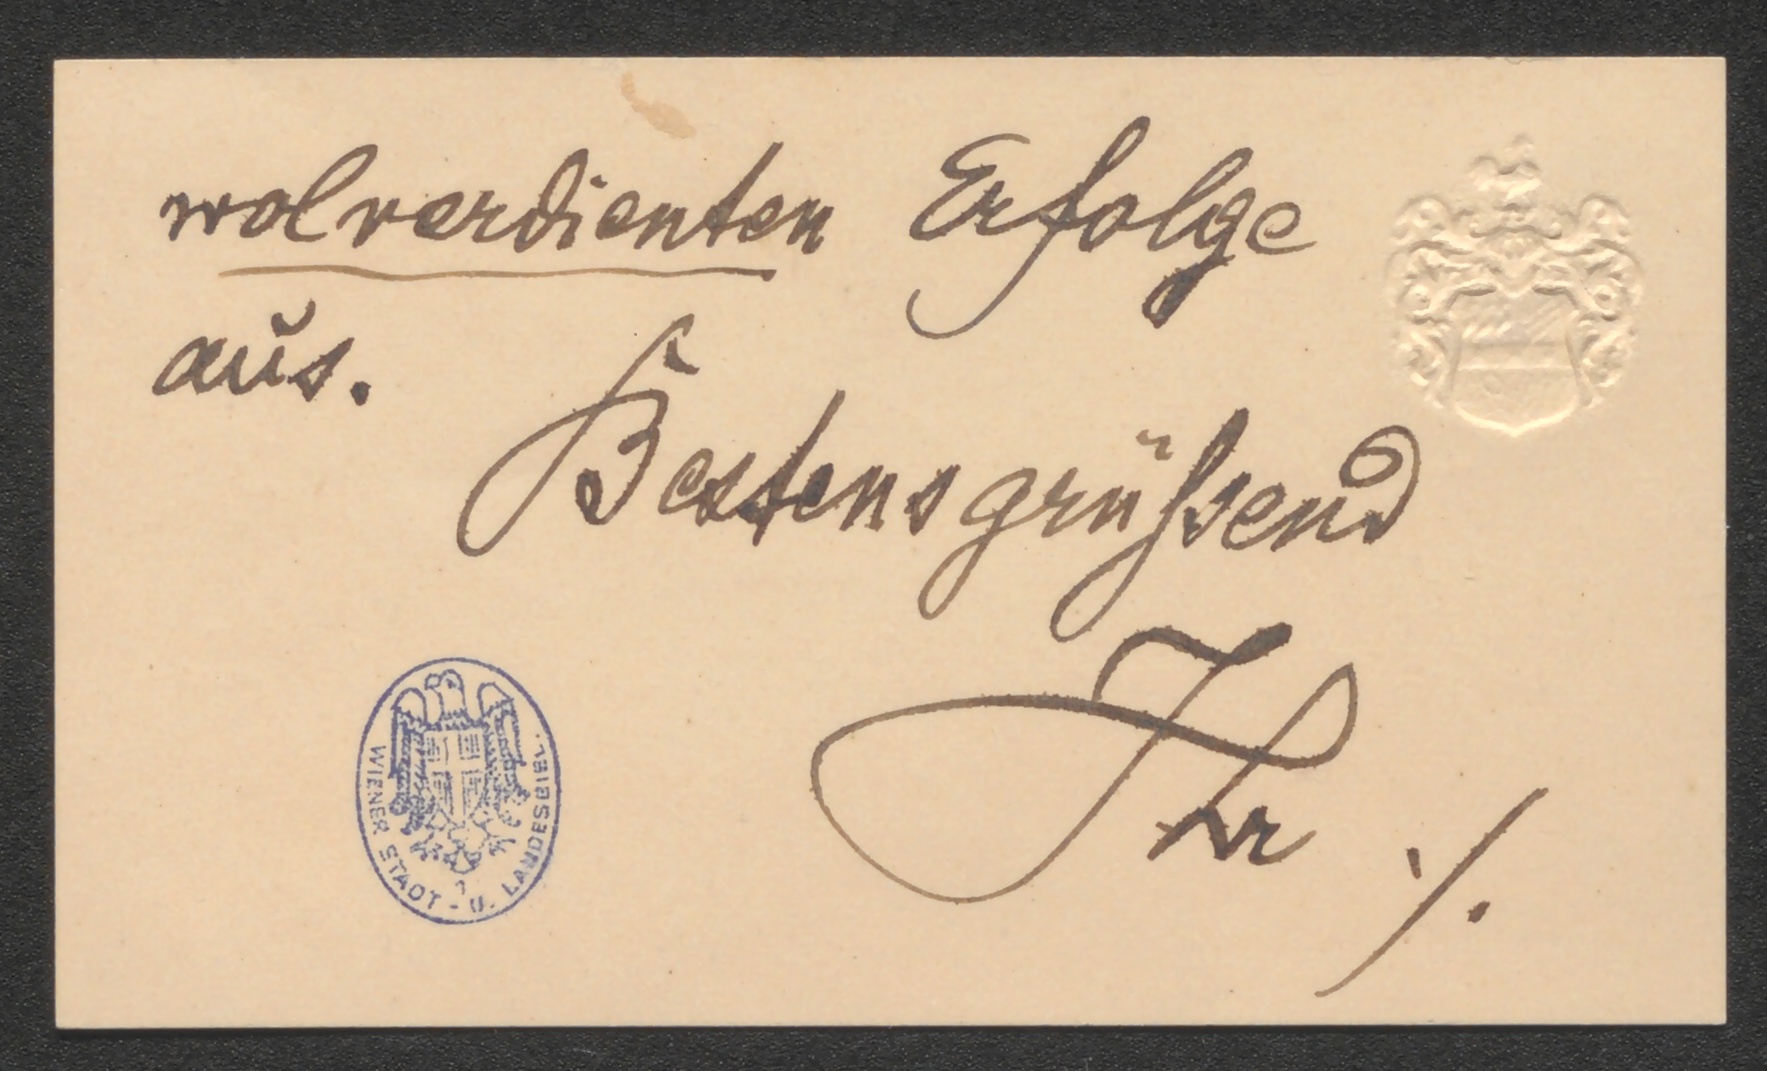 wolverdienten Erfolge
aus.
Bestensgrüßend
Ihr ./.
WIENER STADT - U. LANDESBIBL.